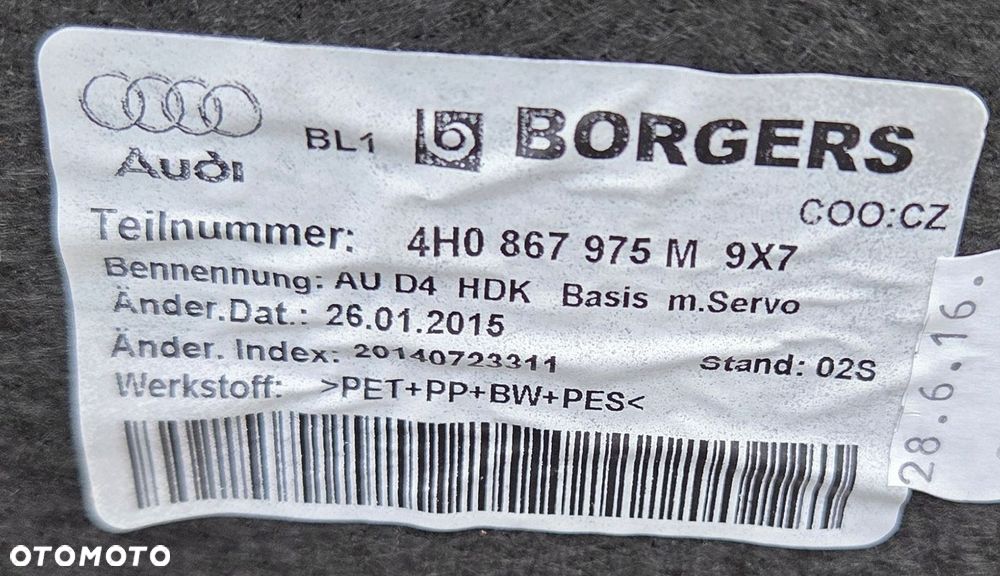 Audi
BL1 BORGERS
COO:CZ
Teilnummer: 4H0 867 975 M 9X7
Bennennung: AU D4 HDK Basis m.Servo
Änder.Dat.: 26.01.2015
Änder. Index: 20140723311 Stand: 02S
Werkstoff: >PET+PP+BW+PES<
28.6.16.
OTOMOTO